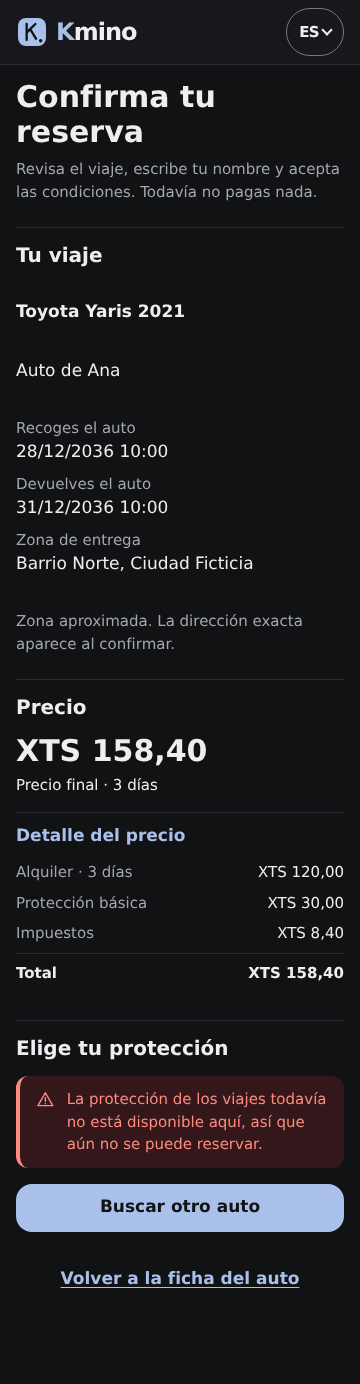 K. Kmino
ES
Confirma tu
reserva
Revisa el viaje, escribe tu nombre y acepta
las condiciones. Todavía no pagas nada.
Tu viaje
Toyota Yaris 2021
Auto de Ana
Recoges el auto
28/12/2036 10:00
Devuelves el auto
31/12/2036 10:00
Zona de entrega
Barrio Norte, Ciudad Ficticia
Zona aproximada. La dirección exacta
aparece al confirmar.
Precio
XTS 158,40
Precio final · 3 días
Detalle del precio
Alquiler · 3 días XTS 120,00
Protección básica XTS 30,00
Impuestos XTS 8,40
Total XTS 158,40
Elige tu protección
La protección de los viajes todavía
no está disponible aquí, así que
aún no se puede reservar.
Buscar otro auto
Volver a la ficha del auto